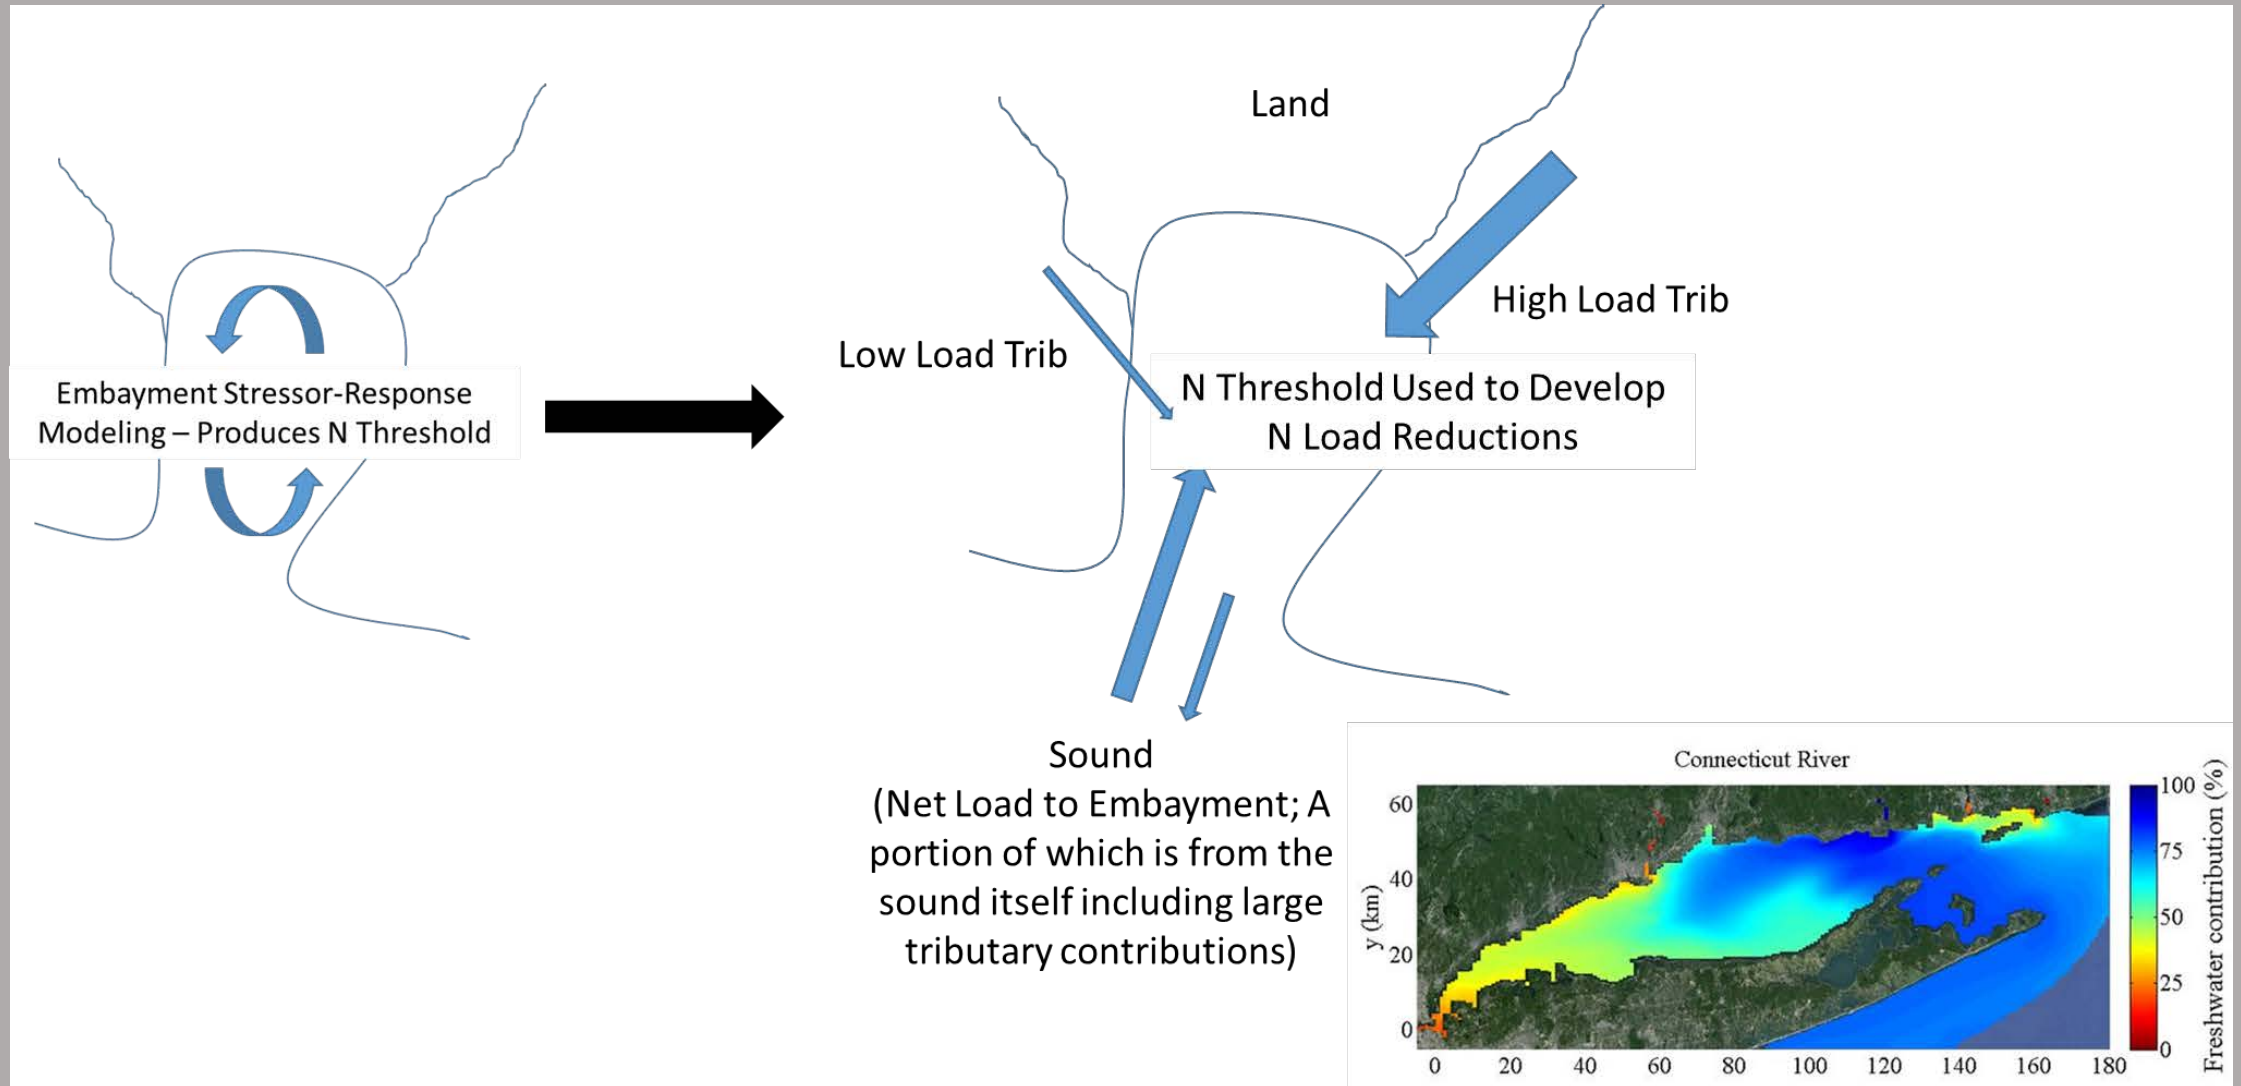 Embayment Stressor-Response
Modeling – Produces N Threshold
Land
High Load Trib
Low Load Trib
N Threshold Used to Develop
N Load Reductions
Sound
(Net Load to Embayment; A
portion of which is from the
sound itself including large
tributary contributions)
Connecticut River
60
40
20
0
y (km)
0 20 40 60 80 100 120 140 160 180
100
75
50
25
0
Freshwater contribution (%)